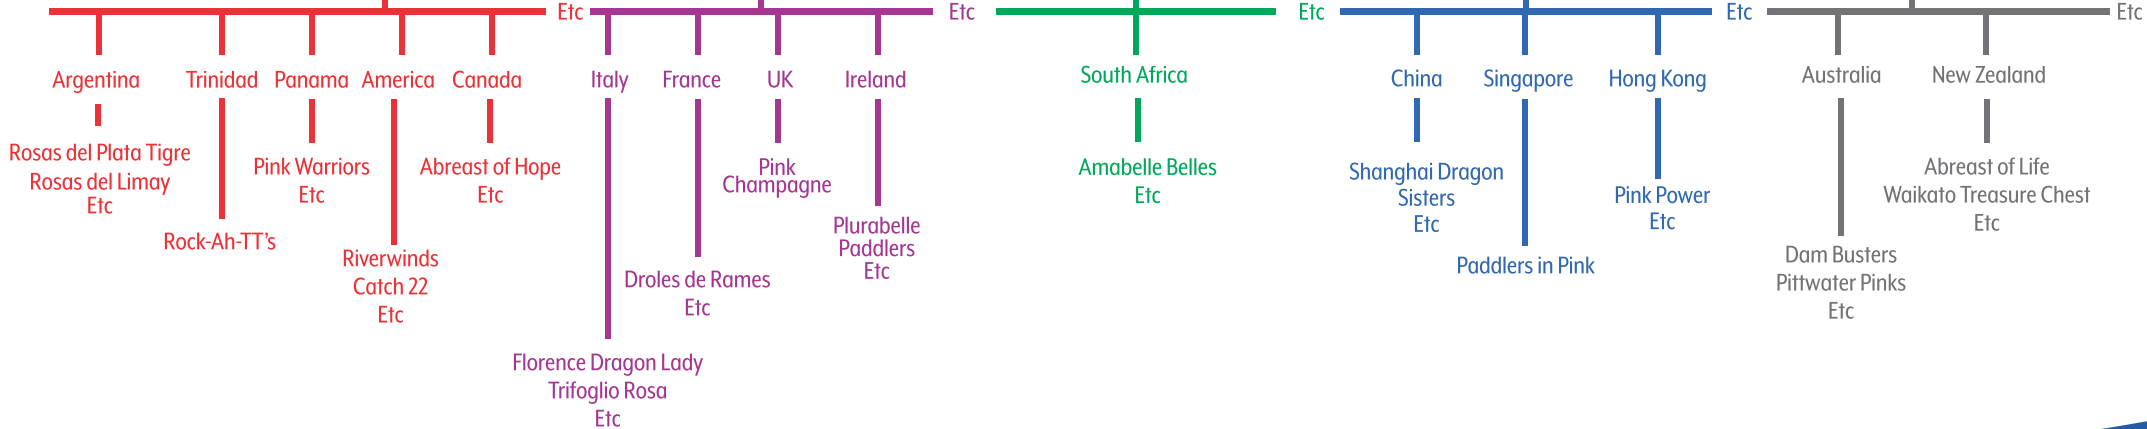 Etc
Etc
Etc
Etc
Etc
Argentina
Rosas del Plata Tigre
Rosas del Limay
Etc
Trinidad
Rock-Ah-TT's
Panama
Pink Warriors
Etc
America
Riverwinds
Catch 22
Etc
Canada
Abreast of Hope
Etc
Italy
Florence Dragon Lady
Trifoglio Rosa
Etc
France
Droles de Rames
Etc
UK
Pink
Champagne
Ireland
Plurabelle
Paddlers
Etc
South Africa
Amabelle Belles
Etc
China
Shanghai Dragon
Sisters
Etc
Singapore
Paddlers in Pink
Hong Kong
Pink Power
Etc
Australia
Dam Busters
Pittwater Pinks
Etc
New Zealand
Abreast of Life
Waikato Treasure Chest
Etc